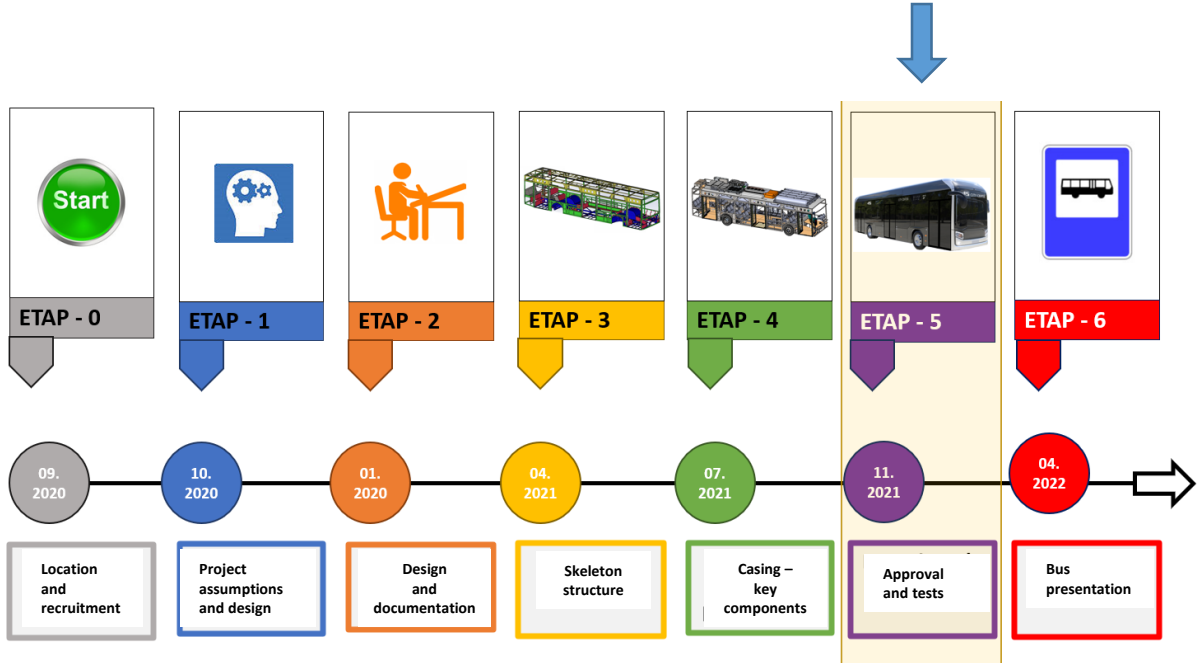 Start
ETAP - 0
ETAP - 1
ETAP - 2
ETAP - 3
ETAP - 4
ETAP - 5
ETAP - 6
09.
2020
10.
2020
01.
2020
04.
2021
07.
2021
11.
2021
04.
2022
Location
and
recruitment
Project
assumptions
and design
Design
and
documentation
Skeleton
structure
Casing –
key
components
Approval
and tests
Bus
presentation